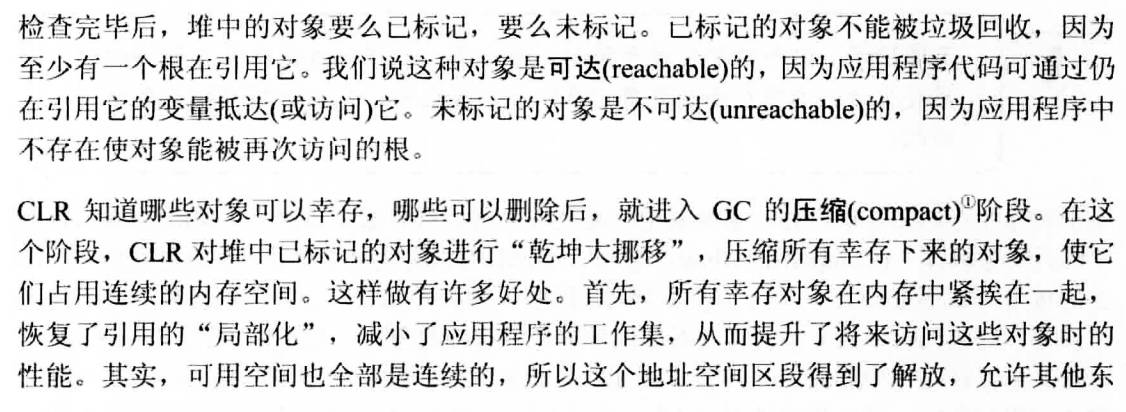 检查完毕后，堆中的对象要么已标记，要么未标记。已标记的对象不能被垃圾回收，因为
至少有一个根在引用它。我们说这种对象是可达(reachable)的，因为应用程序代码可通过仍
在引用它的变量抵达(或访问)它。未标记的对象是不可达(unreachable)的，因为应用程序中
不存在使对象能被再次访问的根。
CLR 知道哪些对象可以幸存，哪些可以删除后，就进入 GC 的压缩(compact)①阶段。在这
个阶段，CLR 对堆中已标记的对象进行“乾坤大挪移”，压缩所有幸存下来的对象，使它
们占用连续的内存空间。这样做有许多好处。首先，所有幸存对象在内存中紧挨在一起，
恢复了引用的“局部化”，减小了应用程序的工作集，从而提升了将来访问这些对象时的
性能。其实，可用空间也全部是连续的，所以这个地址空间区段得到了解放，允许其他东